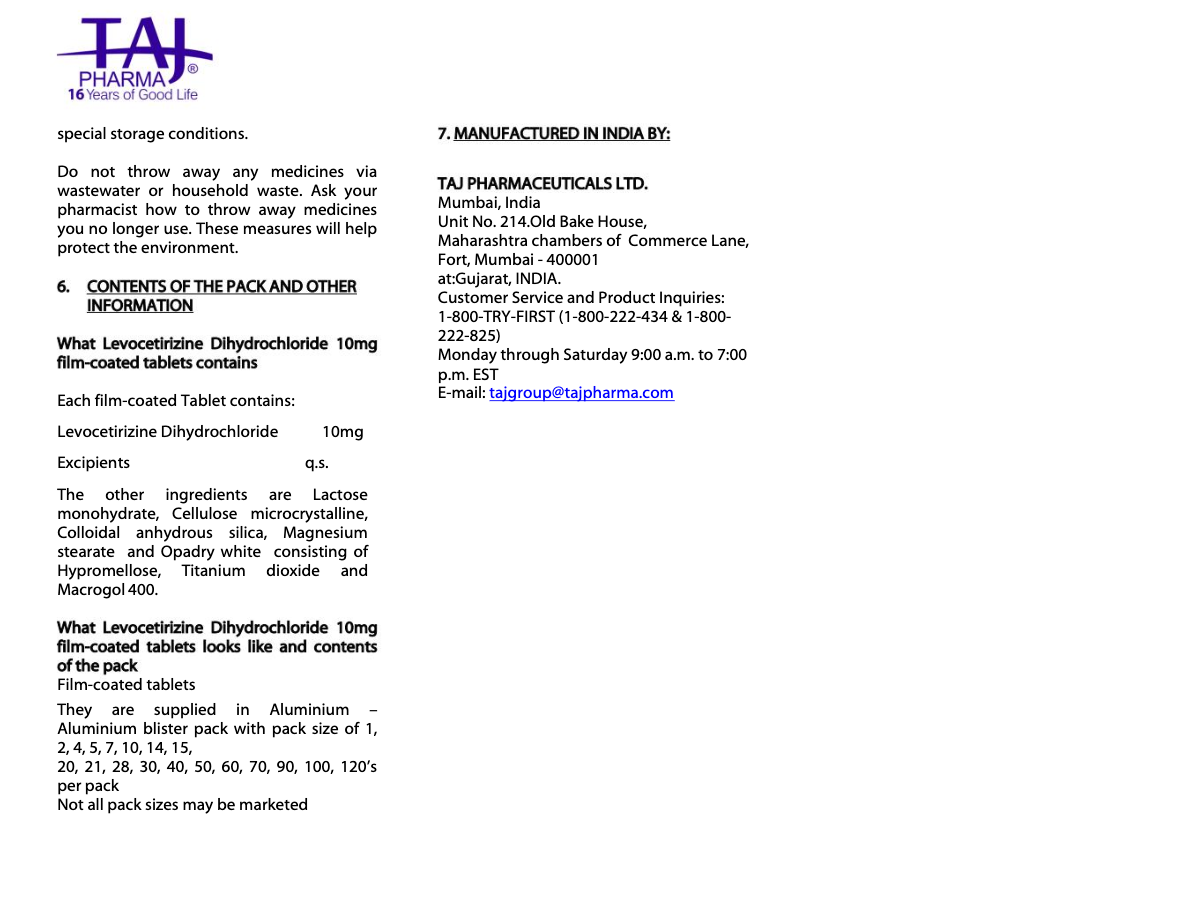 TAJ
PHARMA®
16 Years of Good Life
special storage conditions.
Do not throw away any medicines via
wastewater or household waste. Ask your
pharmacist how to throw away medicines
you no longer use. These measures will help
protect the environment.
6. CONTENTS OF THE PACK AND OTHER
INFORMATION
What Levocetirizine Dihydrochloride 10mg
film-coated tablets contains
Each film-coated Tablet contains:
Levocetirizine Dihydrochloride 10mg
Excipients q.s.
The other ingredients are Lactose
monohydrate, Cellulose microcrystalline,
Colloidal anhydrous silica, Magnesium
stearate and Opadry white consisting of
Hypromellose, Titanium dioxide and
Macrogol 400.
What Levocetirizine Dihydrochloride 10mg
film-coated tablets looks like and contents
of the pack
Film-coated tablets
They are supplied in Aluminium –
Aluminium blister pack with pack size of 1,
2, 4, 5, 7, 10, 14, 15,
20, 21, 28, 30, 40, 50, 60, 70, 90, 100, 120’s
per pack
Not all pack sizes may be marketed
7. MANUFACTURED IN INDIA BY:
TAJ PHARMACEUTICALS LTD.
Mumbai, India
Unit No. 214.Old Bake House,
Maharashtra chambers of Commerce Lane,
Fort, Mumbai - 400001
at:Gujarat, INDIA.
Customer Service and Product Inquiries:
1-800-TRY-FIRST (1-800-222-434 & 1-800-
222-825)
Monday through Saturday 9:00 a.m. to 7:00
p.m. EST
E-mail: tajgroup@tajpharma.com